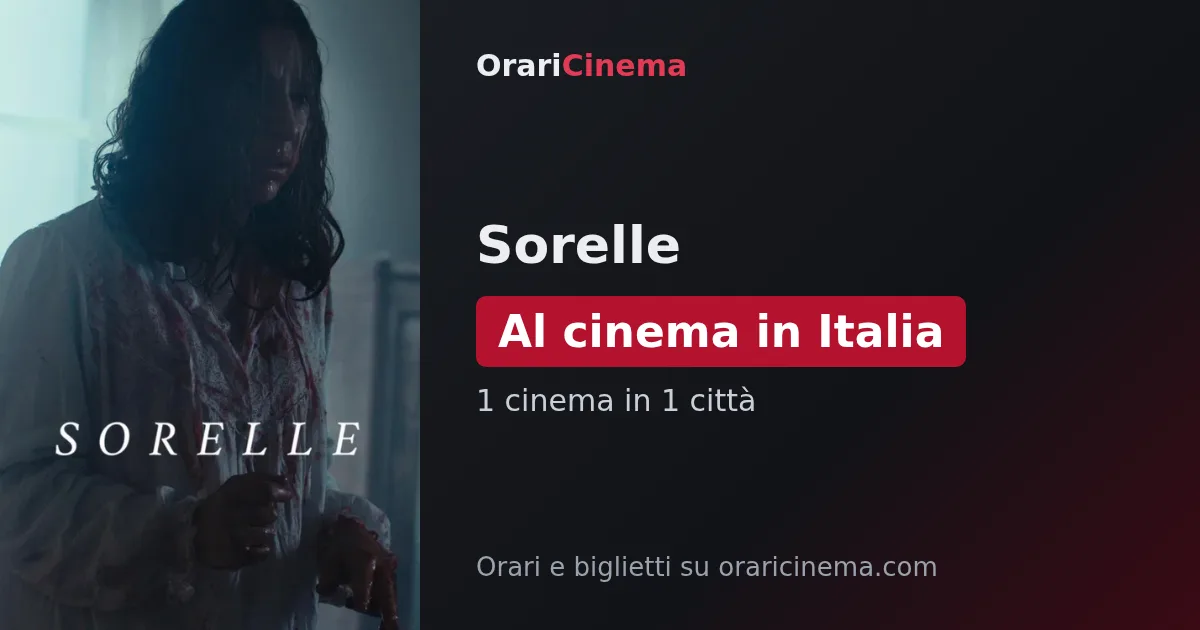 OrariCinema
Sorelle
Al cinema in Italia
1 cinema in 1 città
SORELLE
Orari e biglietti su oraricinema.com